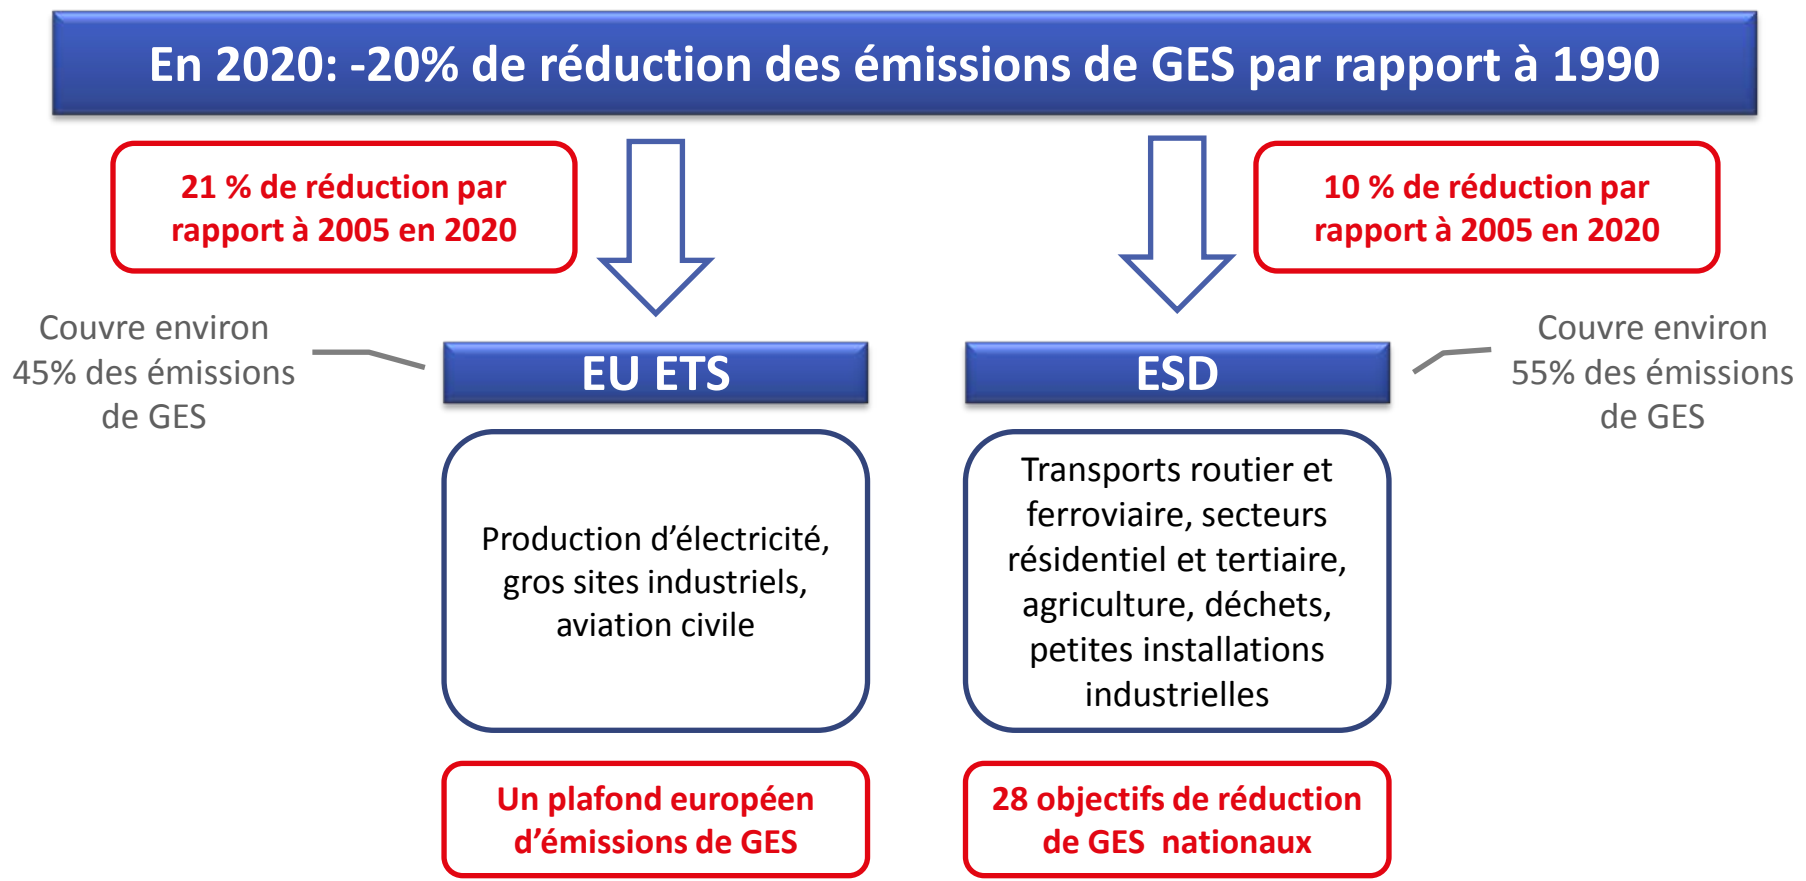 En 2020: -20% de réduction des émissions de GES par rapport à 1990
21 % de réduction par
rapport à 2005 en 2020
10 % de réduction par
rapport à 2005 en 2020
Couvre environ
45% des émissions
de GES
EU ETS
ESD
Couvre environ
55% des émissions
de GES
Production d’électricité,
gros sites industriels,
aviation civile
Transports routier et
ferroviaire, secteurs
résidentiel et tertiaire,
agriculture, déchets,
petites installations
industrielles
Un plafond européen
d’émissions de GES
28 objectifs de réduction
de GES  nationaux